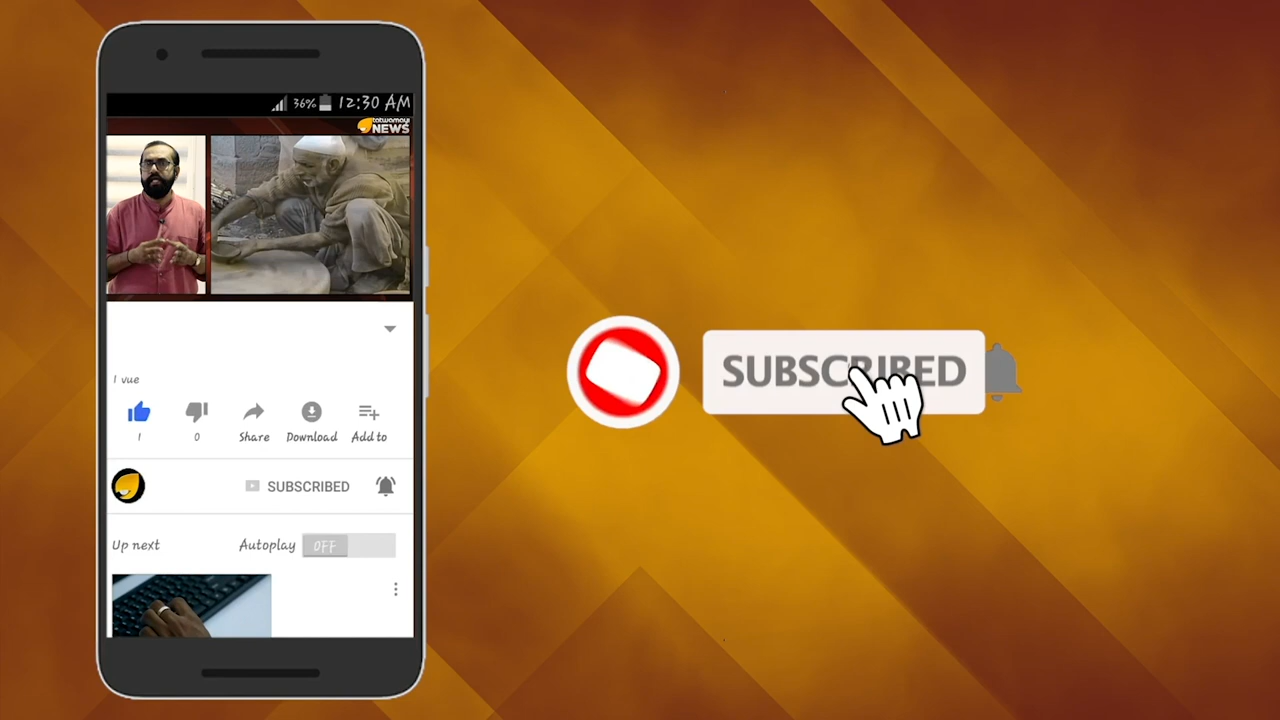 36% 12:30 AM
tatwamayi
NEWS
1 vue
1
0
Share
Download
Add to
SUBSCRIBED
Up next
Autoplay
OFF
SUBSCRIBED